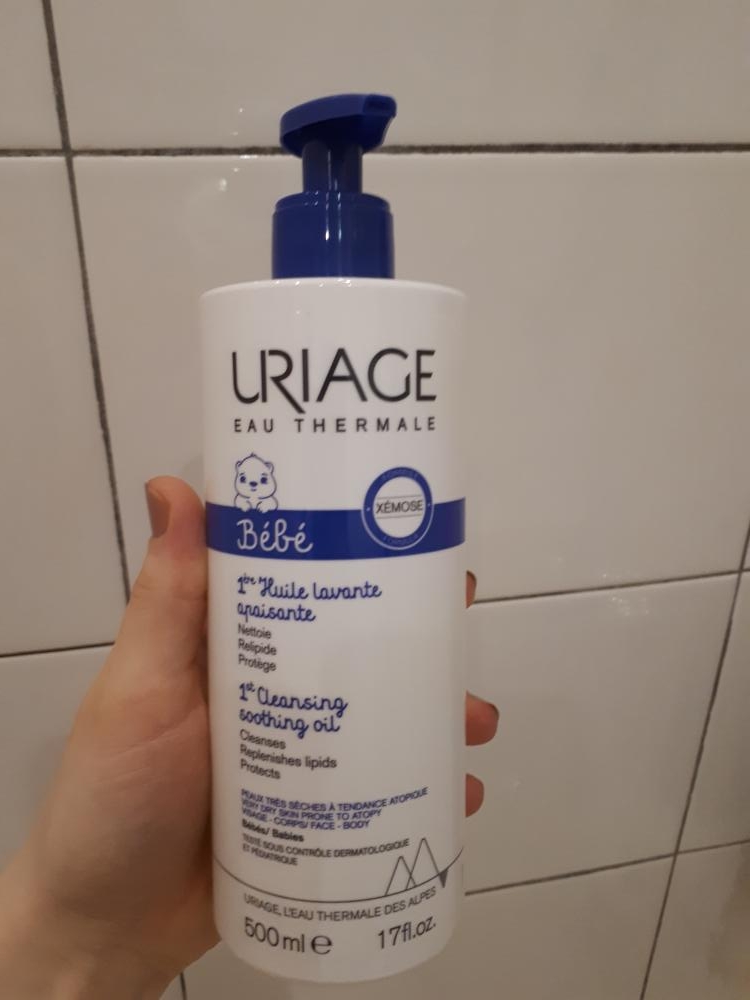 URIAGE
EAU THERMALE
XÉMOSE
Bébé
1ère Huile lavante
apaisante
Nettoie
Relipide
Protège
1st Cleansing
soothing oil
Cleanses
Replenishes lipids
Protects
PEAUX TRÈS SÈCHES À TENDANCE ATOPIQUE
VERY DRY SKIN PRONE TO ATOPY
VISAGE - CORPS/ FACE - BODY
Bébés/ Babies
TESTÉ SOUS CONTRÔLE DERMATOLOGIQUE
ET PÉDIATRIQUE
URIAGE, L'EAU THERMALE DES ALPES
500ml e 17fl.oz.